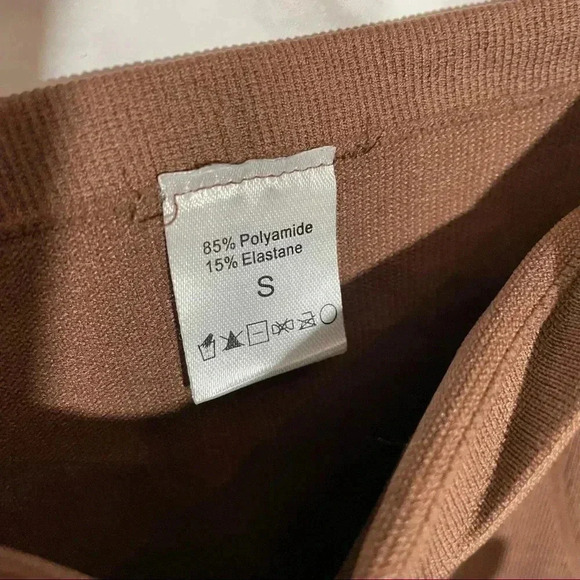 85% Polyamide
15% Elastane
S